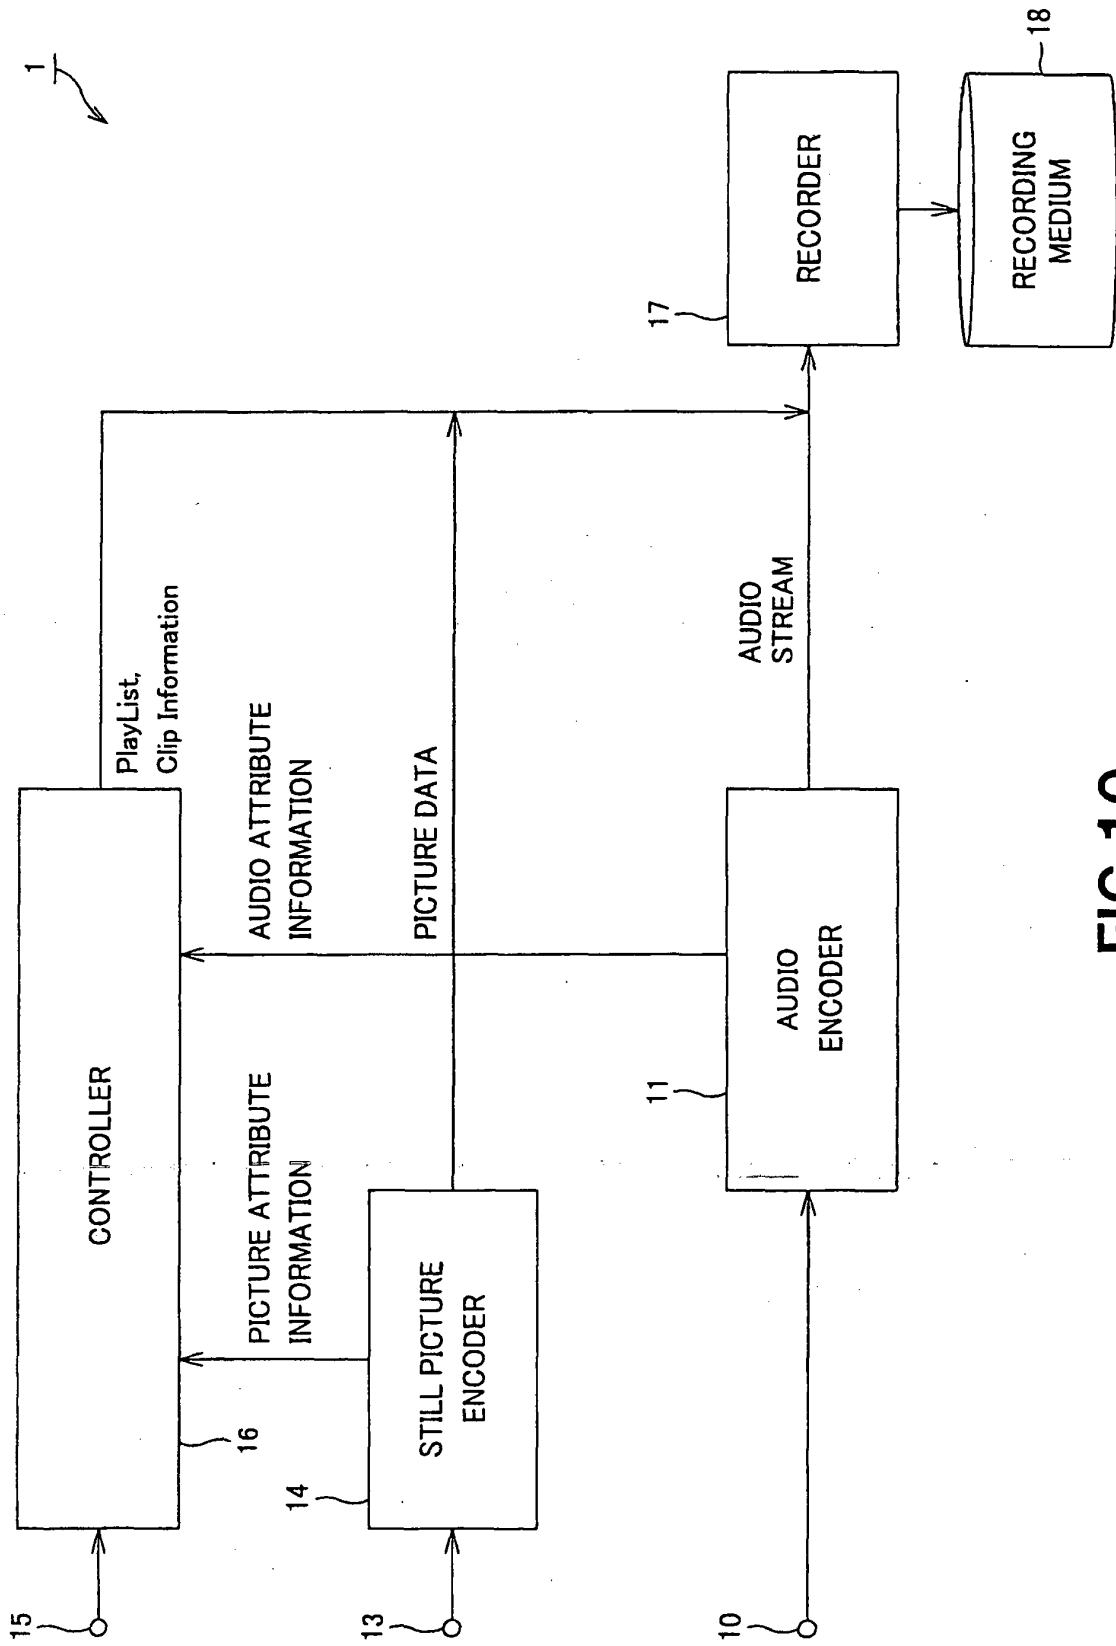 1
15
CONTROLLER
16
PlayList,
Clip Information
PICTURE ATTRIBUTE
INFORMATION
AUDIO ATTRIBUTE
INFORMATION
14
13
STILL PICTURE
ENCODER
PICTURE DATA
11
10
AUDIO
ENCODER
AUDIO
STREAM
17
RECORDER
18
RECORDING
MEDIUM
FIG